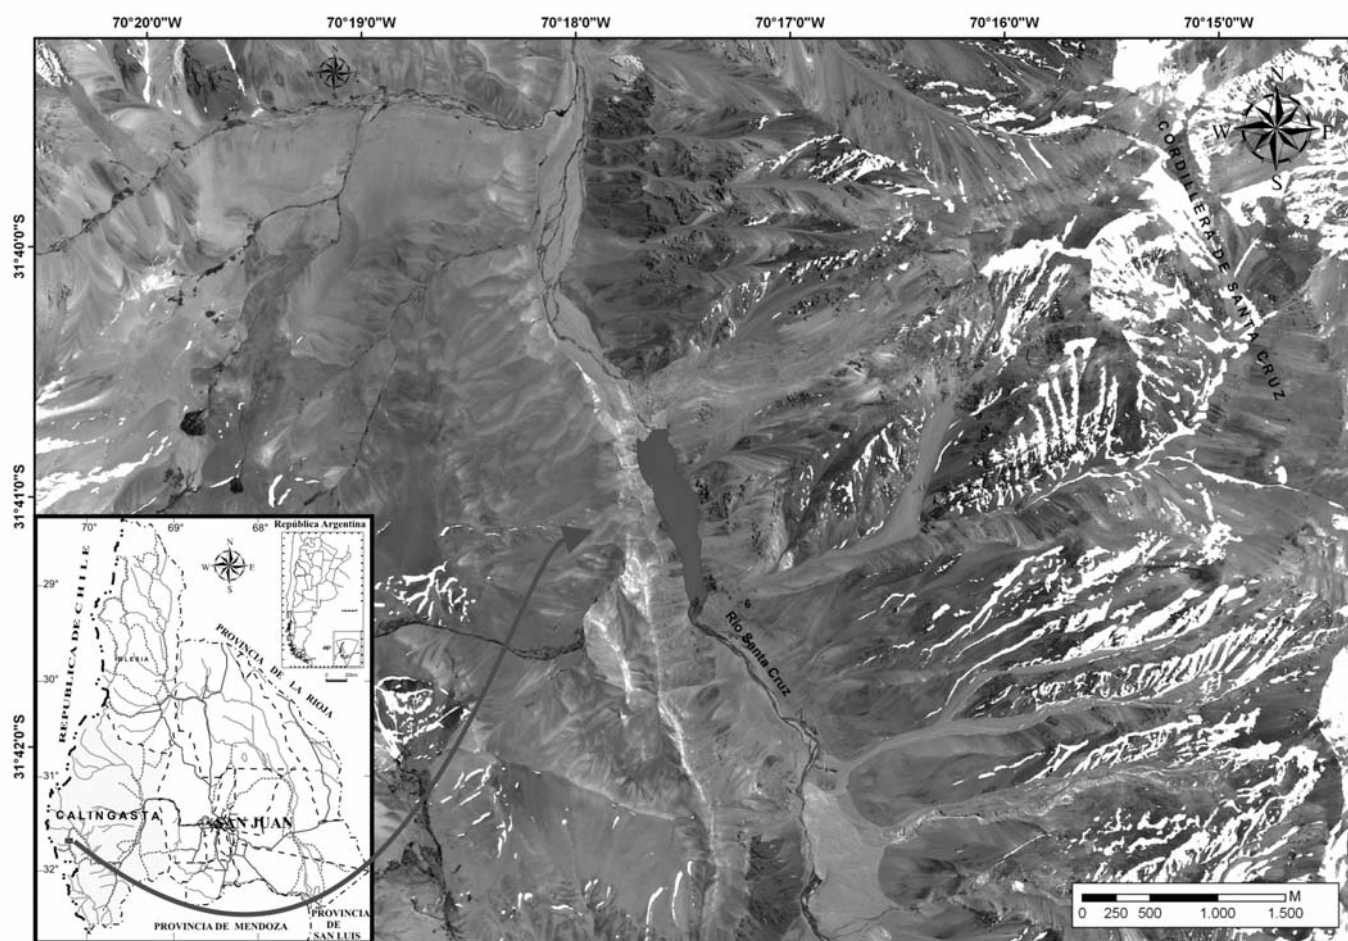 70°20'0"W 70°19'0"W 70°18'0"W 70°17'0"W 70°16'0"W 70°15'0"W
N
W E
S
W E
CORDILLERA DE SANTA CRUZ
2
31°40'0"S
31°41'0"S
31°42'0"S
6
Río Santa Cruz
70° 69° 68°
República Argentina
N
W E
S
REPUBLICA DE CHILE
29°
30°
31°
32°
IGLESIA
PROVINCIA DE LA RIOJA
CALINGASTA
SAN JUAN
PROVINCIA DE MENDOZA
PROVINCIA
DE
SAN LUIS
M
0 250 500 1.000 1.500